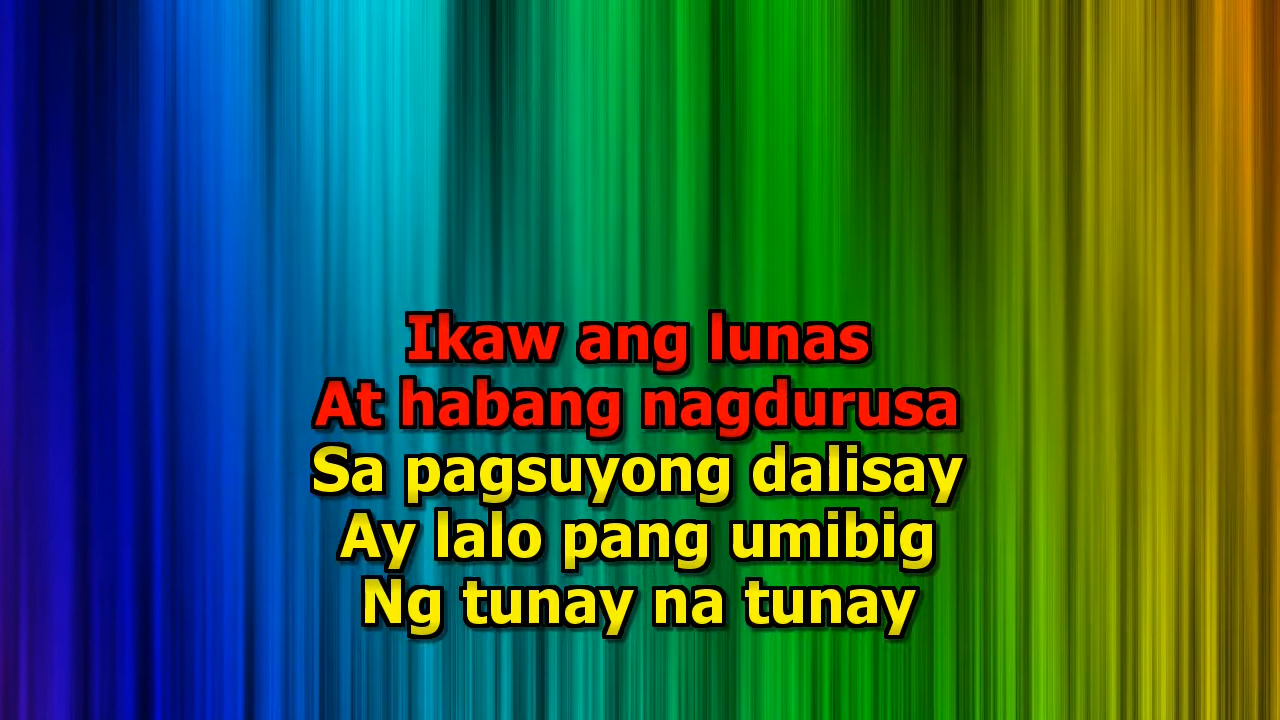 Ikaw ang lunas
At habang nagdurusa
Sa pagsuyong dalisay
Ay lalo pang umibig
Ng tunay na tunay